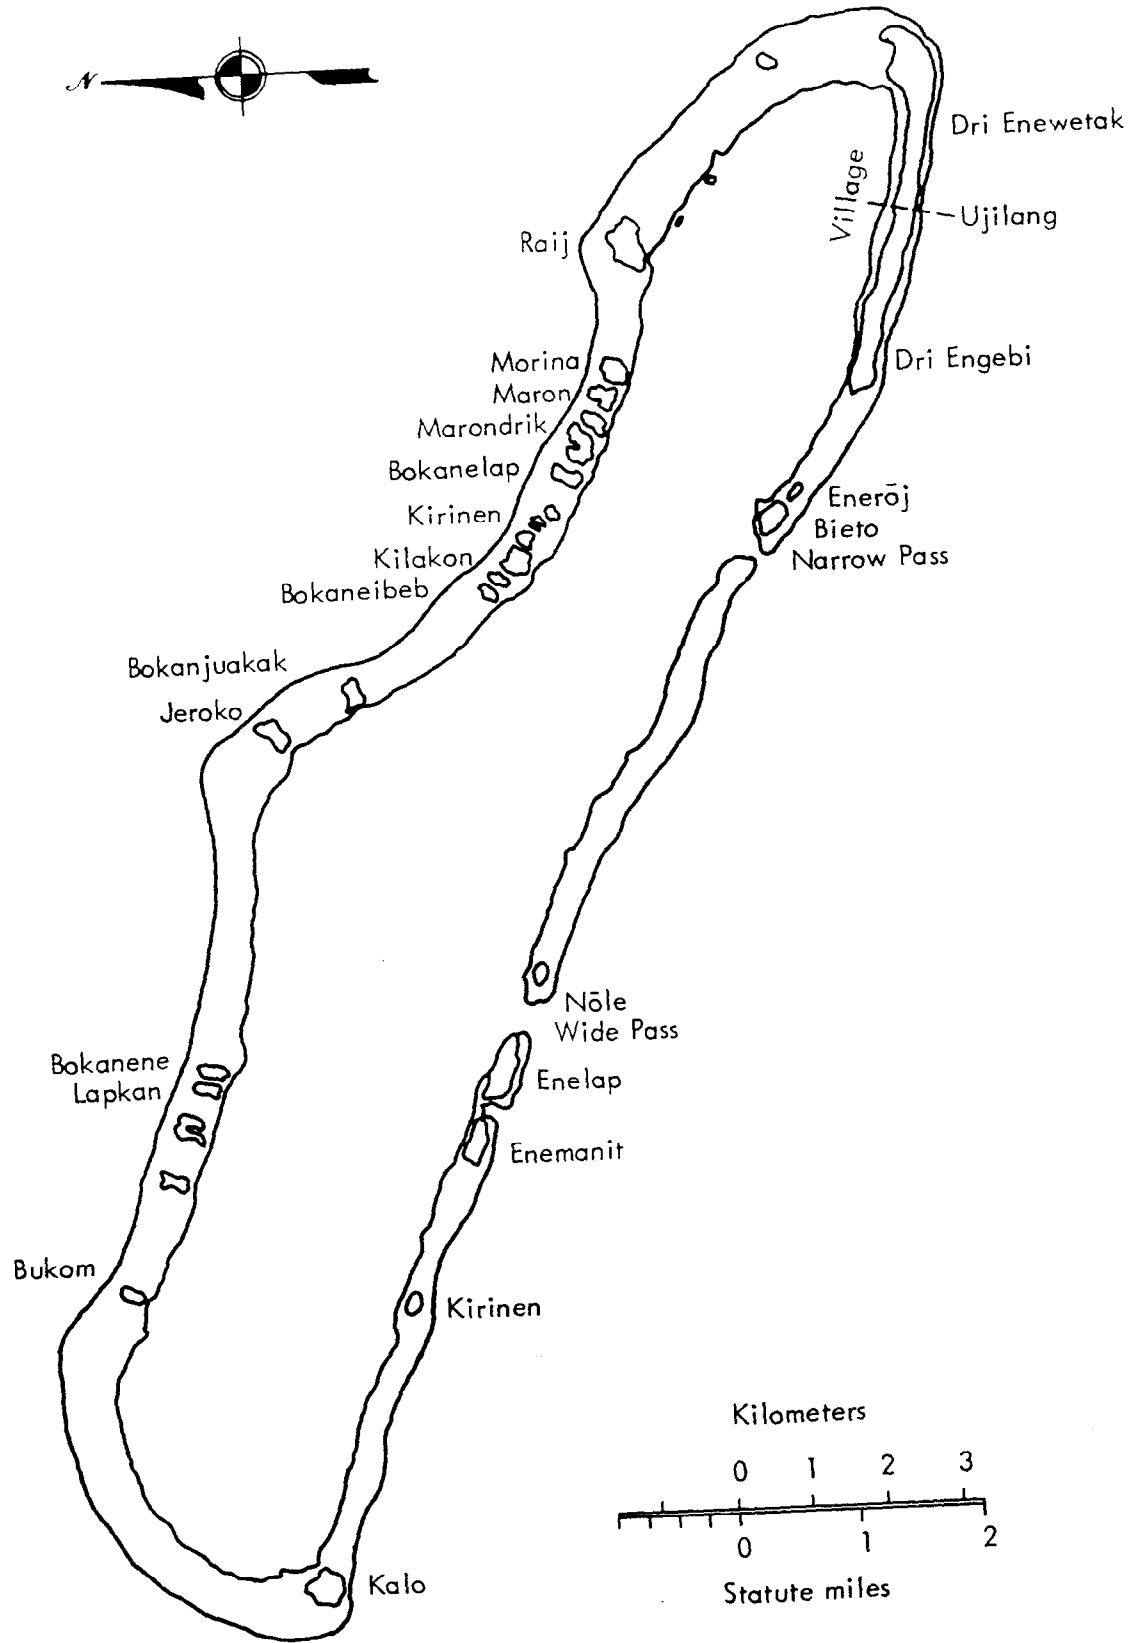 N
Dri Enewetak
Village
Ujilang
Raij
Dri Engebi
Morina
Maron
Marondrik
Bokanelap
Kirinen
Kilakon
Bokaneibeb
Enerōj
Bieto
Narrow Pass
Bokanjuakak
Jeroko
Nōle
Wide Pass
Bokanene
Lapkan
Enelap
Enemanit
Bukom
Kirinen
Kalo
Kilometers
0 1 2 3
0 1 2
Statute miles